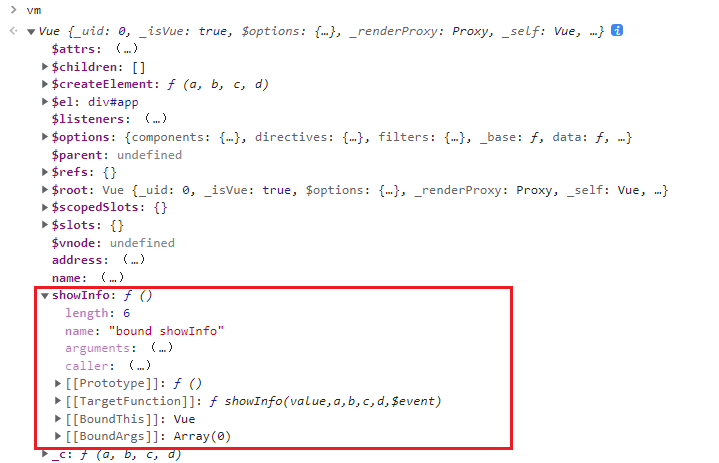 vm
Vue {_uid: 0, _isVue: true, $options: {…}, _renderProxy: Proxy, _self: Vue, …} i
$attrs: (…)
$children: []
$createElement: ƒ (a, b, c, d)
$el: div#app
$listeners: (…)
$options: {components: {…}, directives: {…}, filters: {…}, _base: ƒ, data: ƒ, …}
$parent: undefined
$refs: {}
$root: Vue {_uid: 0, _isVue: true, $options: {…}, _renderProxy: Proxy, _self: Vue, …}
$scopedSlots: {}
$slots: {}
$vnode: undefined
address: (…)
name: (…)
showInfo: ƒ ()
length: 6
name: "bound showInfo"
arguments: (…)
caller: (…)
[[Prototype]]: ƒ ()
[[TargetFunction]]: ƒ showInfo(value,a,b,c,d,$event)
[[BoundThis]]: Vue
[[BoundArgs]]: Array(0)
_c: ƒ (a, b, c, d)